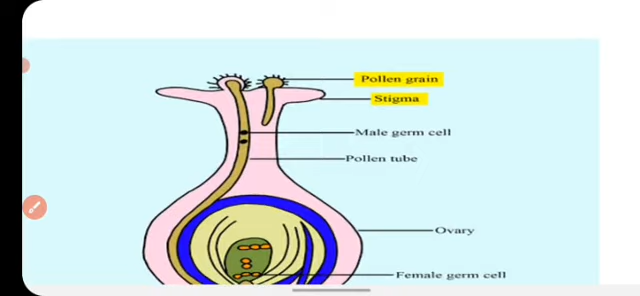 Pollen grain
Stigma
Male germ cell
Pollen tube
Ovary
Female germ cell